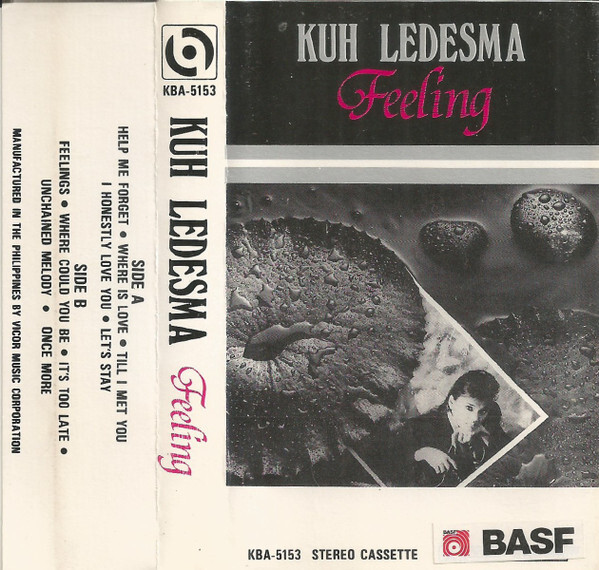 KUH LEDESMA
Feeling
KBA-5153 STEREO CASSETTE
BASF
BASF
KBA-5153
KUH LEDESMA Feeling
SIDE A
HELP ME FORGET • WHERE IS LOVE • TILL I MET YOU
I HONESTLY LOVE YOU • LET'S STAY
SIDE B
FEELINGS • WHERE COULD YOU BE • IT'S TOO LATE •
UNCHAINED MELODY • ONCE MORE
MANUFACTURED IN THE PHILIPPINES BY VICOR MUSIC CORPORATION